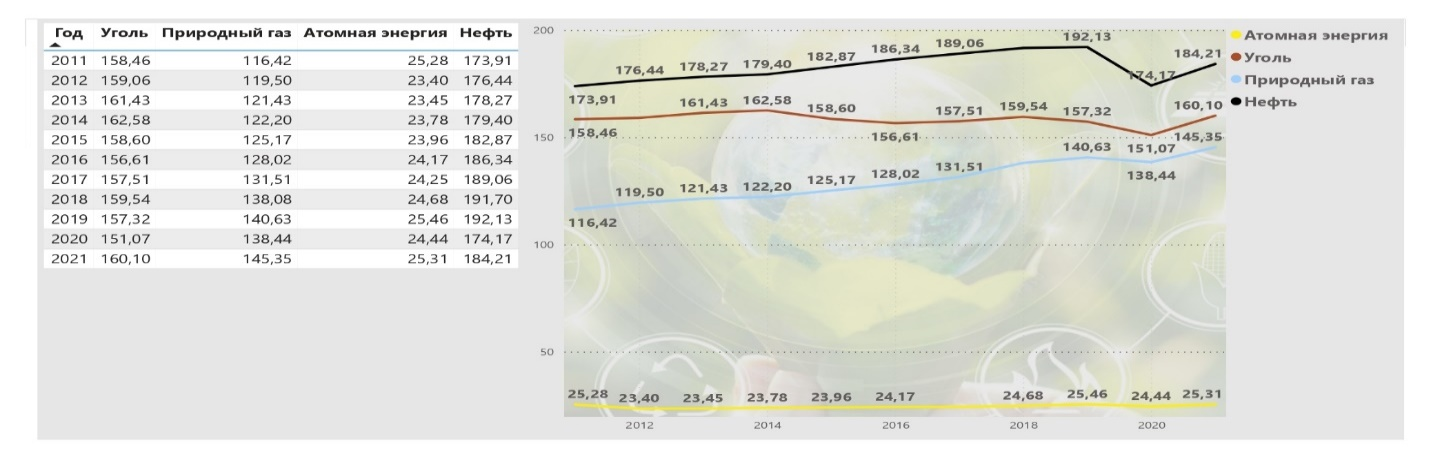 Год Уголь Природный газ Атомная энергия Нефть
2011 158,46 116,42 25,28 173,91
2012 159,06 119,50 23,40 176,44
2013 161,43 121,43 23,45 178,27
2014 162,58 122,20 23,78 179,40
2015 158,60 125,17 23,96 182,87
2016 156,61 128,02 24,17 186,34
2017 157,51 131,51 24,25 189,06
2018 159,54 138,08 24,68 191,70
2019 157,32 140,63 25,46 192,13
2020 151,07 138,44 24,44 174,17
2021 160,10 145,35 25,31 184,21
200
150
100
50
173,91 176,44 178,27 179,40 182,87 186,34 189,06 192,13 174,17 184,21
158,46 161,43 162,58 158,60 156,61 157,51 159,54 157,32 151,07 160,10
116,42 119,50 121,43 122,20 125,17 128,02 131,51 140,63 138,44 145,35
25,28 23,40 23,45 23,78 23,96 24,17 24,68 25,46 24,44 25,31
2012 2014 2016 2018 2020
Атомная энергия
Уголь
Природный газ
Нефть